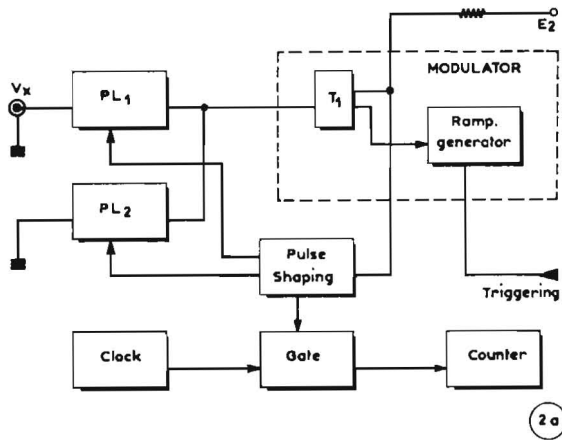 E2
MODULATOR
Vx
PL1
T1
Ramp.
generator
PL2
Pulse
Shaping
Triggering
Clock
Gate
Counter
2a